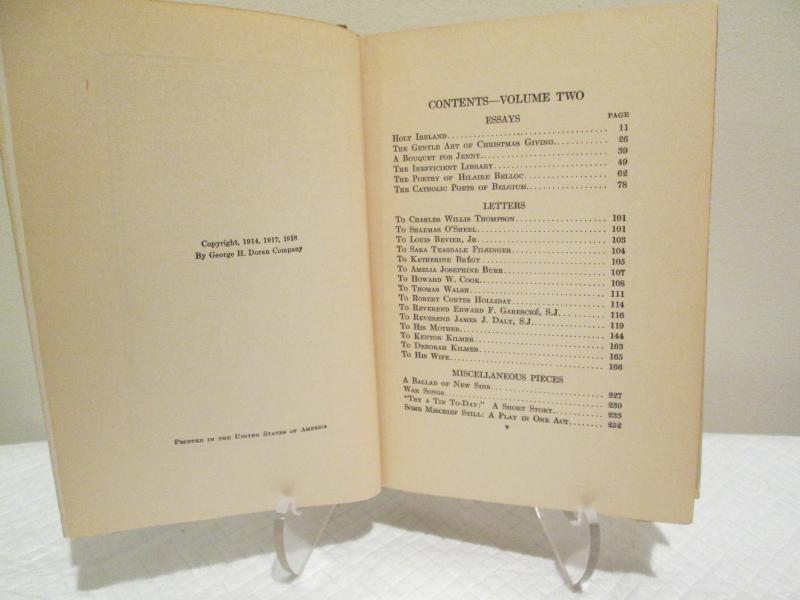 Copyright, 1914, 1917, 1918
By George H. Doran Company
Printed in the United States of America
CONTENTS—VOLUME TWO
ESSAYS PAGE
Holy Ireland 11
The Gentle Art of Christmas Giving 26
A Bouquet for Jenny 39
The Inefficient Library 49
The Poetry of Hilaire Belloc 62
The Catholic Poets of Belgium 78
LETTERS
To Charles Willis Thompson 101
To Shaemas O'Sheel 101
To Louis Bevier, Jr. 103
To Sara Teasdale Filsinger 104
To Katherine Brégy 105
To Amelia Josephine Burr 107
To Howard W. Cook 108
To Thomas Walsh 111
To Robert Cortes Holliday 114
To Reverend Edward F. Garesché, S.J. 116
To Reverend James J. Daly, S.J. 119
To His Mother 144
To Kenton Kilmer 163
To Deborah Kilmer 165
To His Wife 166
MISCELLANEOUS PIECES
A Ballad of New Sins 227
War Songs 230
"Try a Tin To-Day:" A Short Story 233
Some Mischief Still: A Play in One Act 252
v